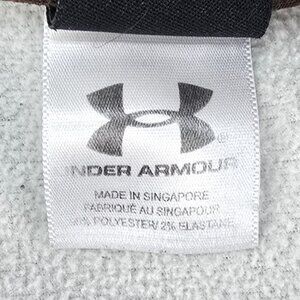 UNDER ARMOUR
MADE IN SINGAPORE
FABRIQUÉ AU SINGAPOUR
POLYESTER/ 2% ELASTANE